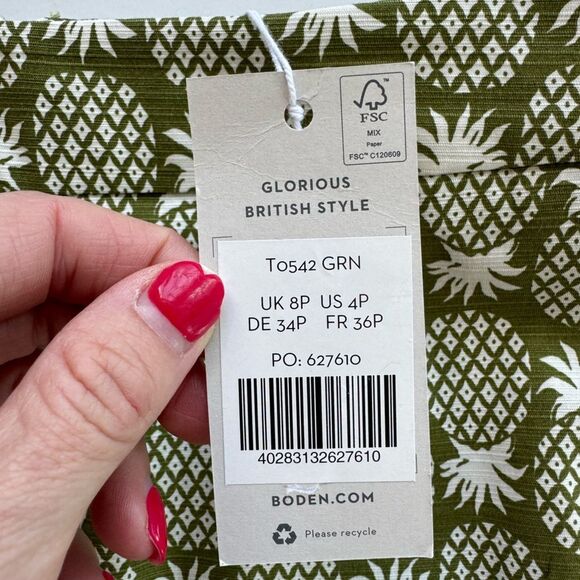 FSC
MIX
Paper
FSC™ C120609
GLORIOUS
BRITISH STYLE
T0542 GRN
UK 8P US 4P
DE 34P FR 36P
PO: 627610
40283132627610
BODEN.COM
Please recycle